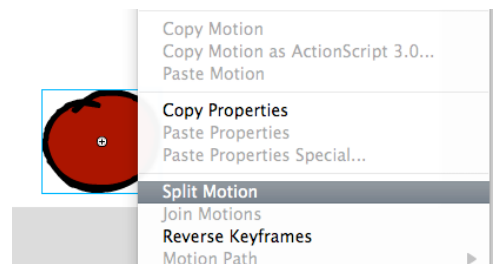 Copy Motion
Copy Motion as ActionScript 3.0...
Paste Motion
Copy Properties
Paste Properties
Paste Properties Special...
Split Motion
Join Motions
Reverse Keyframes
Motion Path